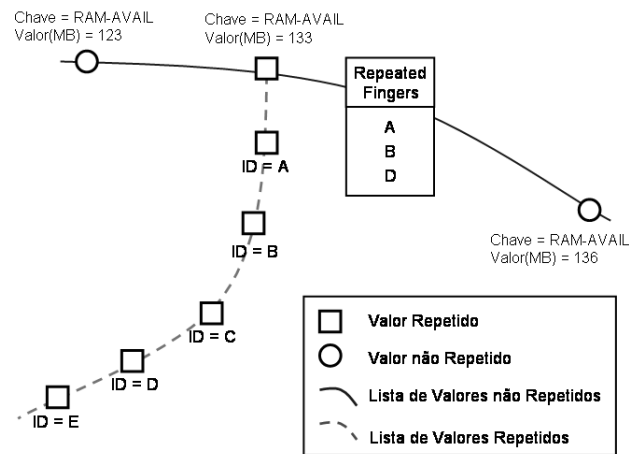 Chave = RAM-AVAIL
Valor(MB) = 123
Chave = RAM-AVAIL
Valor(MB) = 133
Repeated
Fingers
A
B
D
ID = A
ID = B
ID = C
ID = D
ID = E
Chave = RAM-AVAIL
Valor(MB) = 136
Valor Repetido
Valor não Repetido
Lista de Valores não Repetidos
Lista de Valores Repetidos